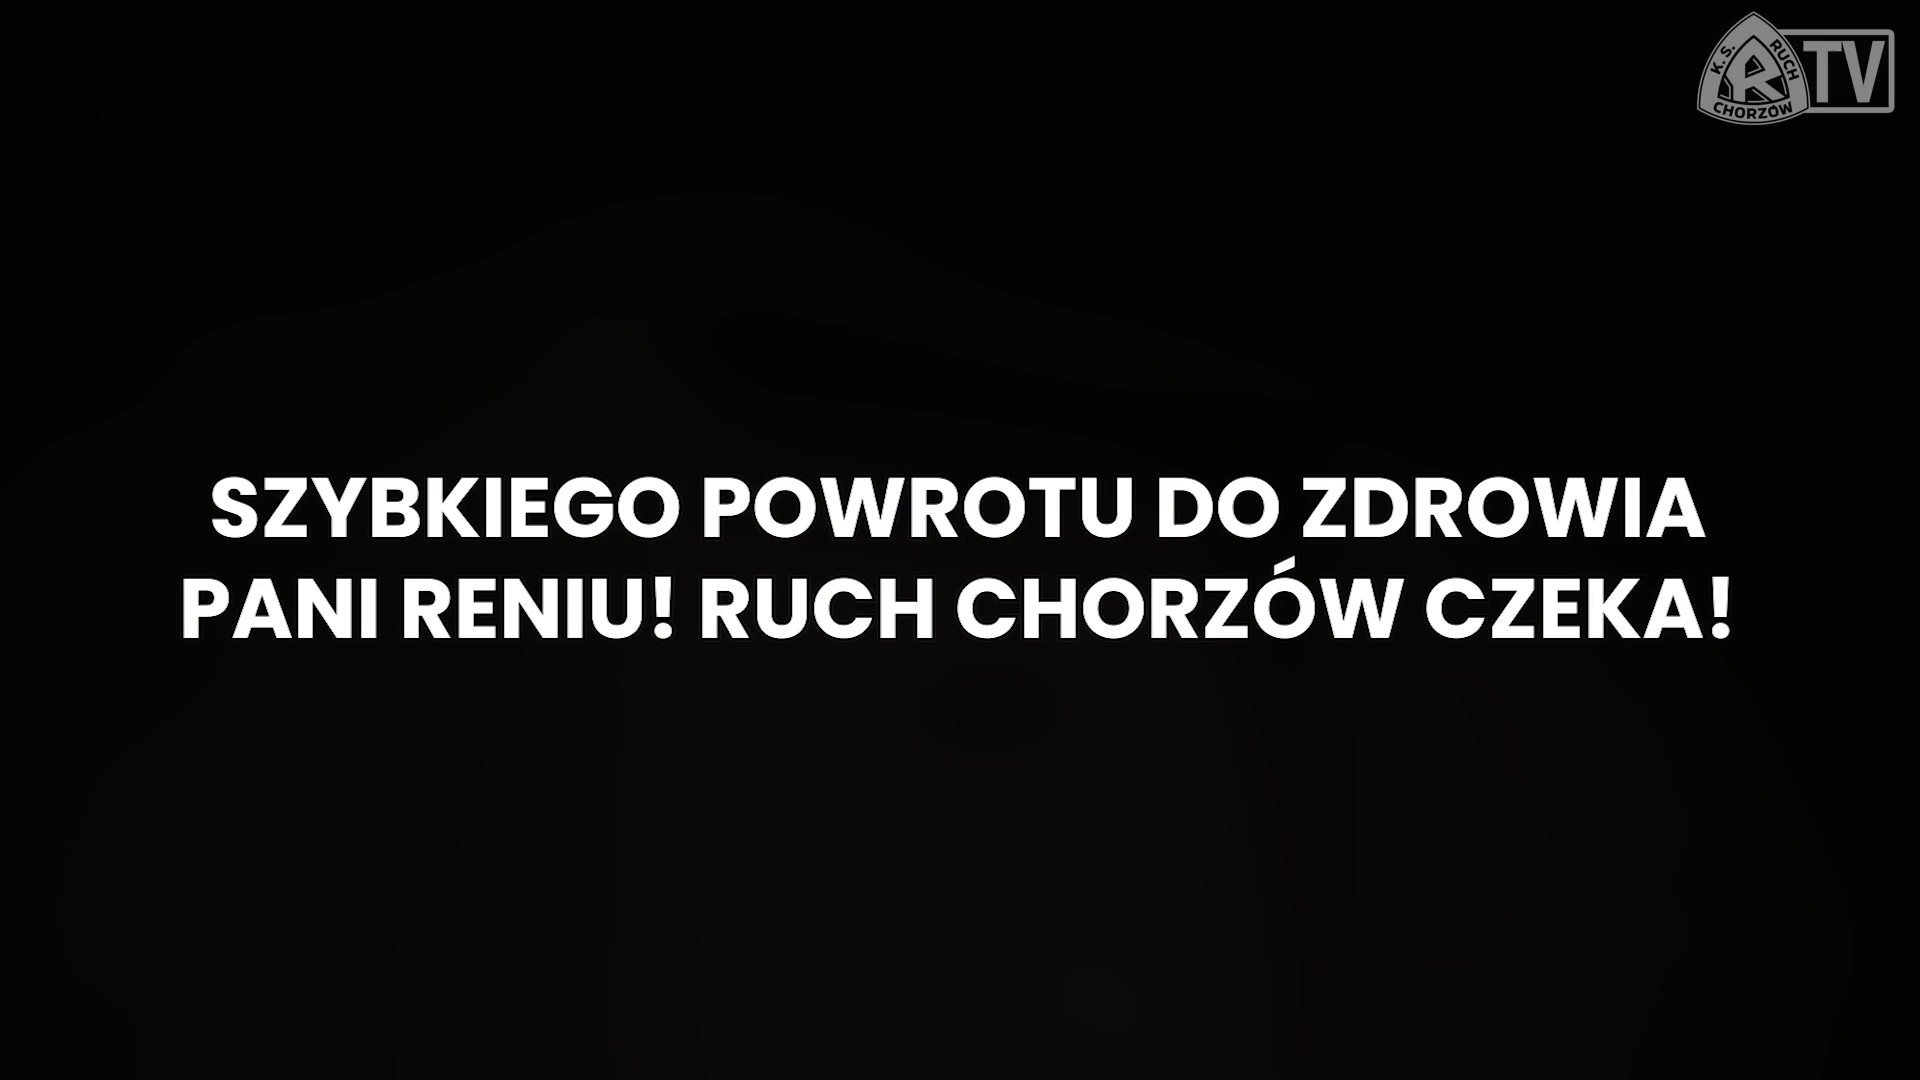 K.S. RUCH
R TV
CHORZÓW
SZYBKIEGO POWROTU DO ZDROWIA
PANI RENIU! RUCH CHORZÓW CZEKA!